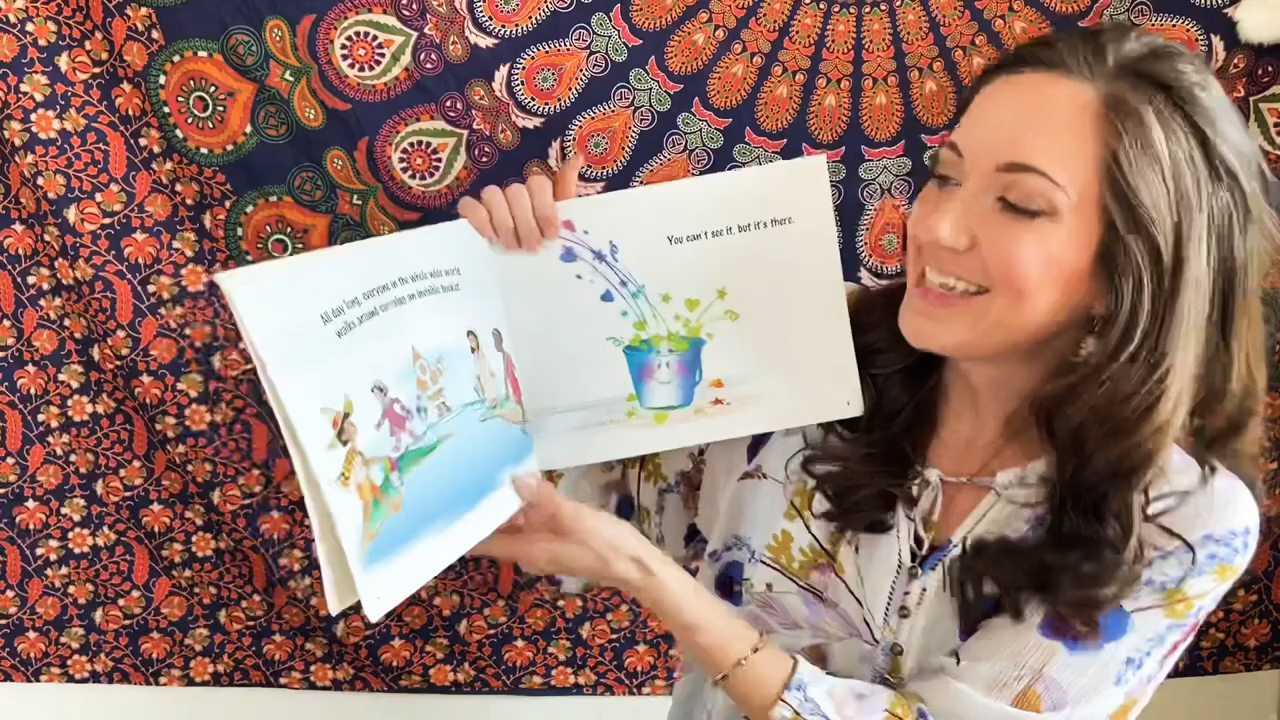 All day long, everyone in the whole wide world
walks around carrying an invisible bucket.
You can't see it, but it's there.